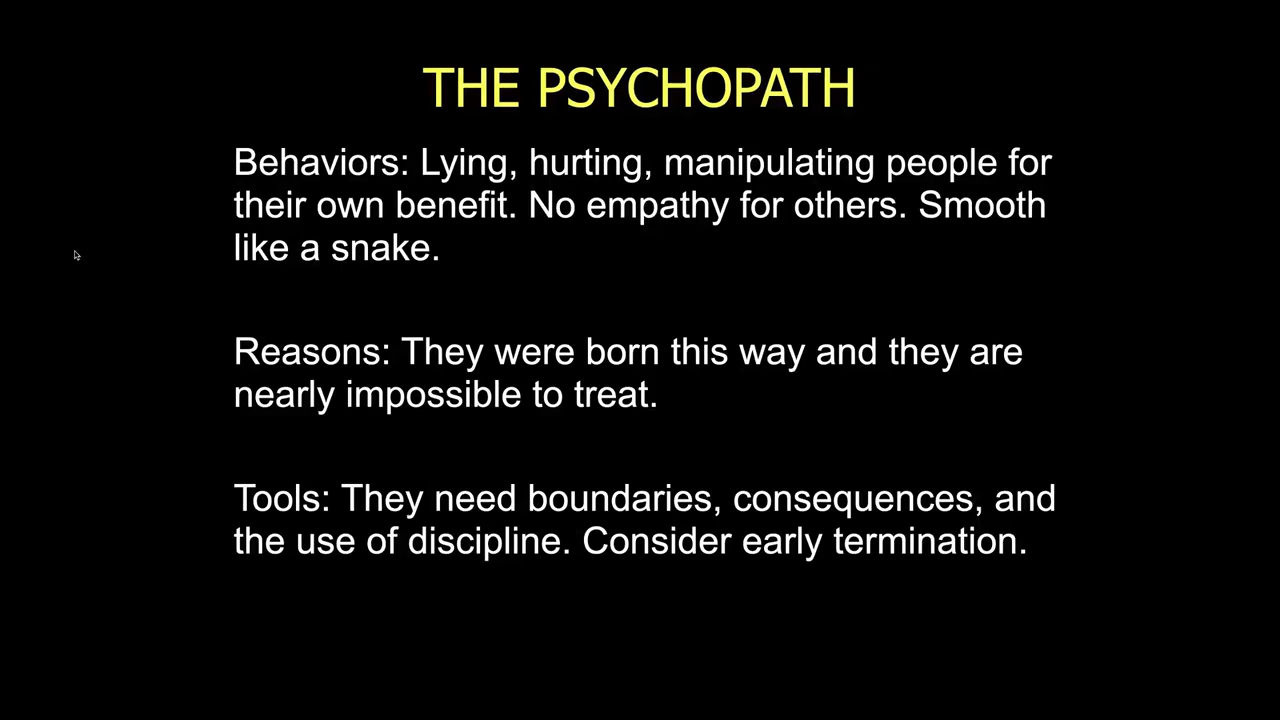 THE PSYCHOPATH
Behaviors: Lying, hurting, manipulating people for
their own benefit. No empathy for others. Smooth
like a snake.
Reasons: They were born this way and they are
nearly impossible to treat.
Tools: They need boundaries, consequences, and
the use of discipline. Consider early termination.